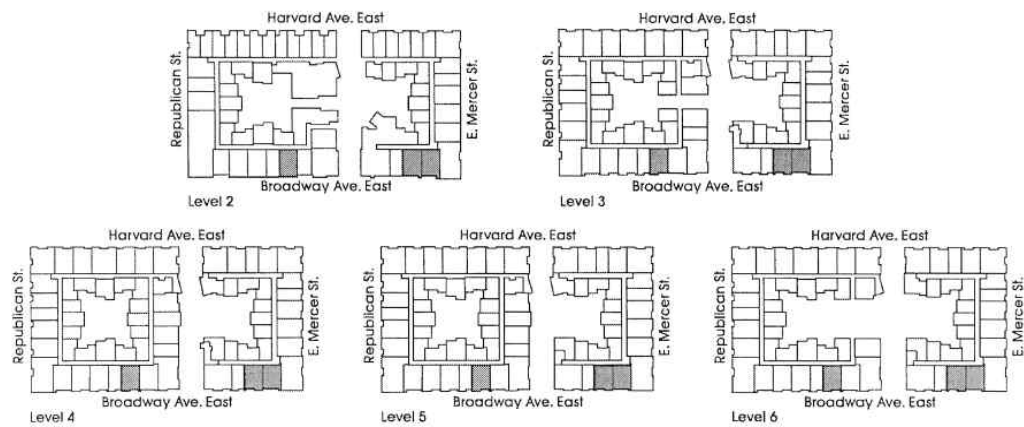 Harvard Ave. East
Republican St.
E. Mercer St.
Broadway Ave. East
Level 2
Harvard Ave. East
Republican St.
E. Mercer St.
Broadway Ave. East
Level 3
Harvard Ave. East
Republican St.
E. Mercer St.
Broadway Ave. East
Level 4
Harvard Ave. East
Republican St.
E. Mercer St.
Broadway Ave. East
Level 5
Harvard Ave. East
Republican St.
E. Mercer St.
Broadway Ave. East
Level 6